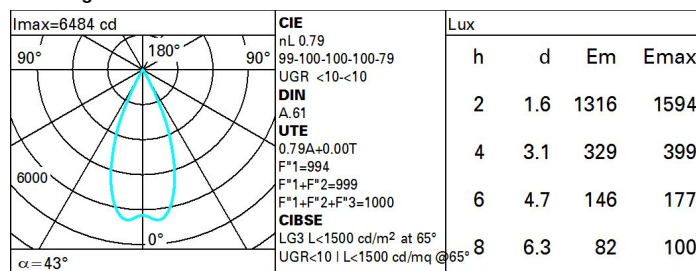 Imax=6484 cd
90° 180° 90°
6000
0°
α=43°
CIE
nL 0.79
99-100-100-100-79
UGR <10-<10
DIN
A.61
UTE
0.79A+0.00T
F"1=994
F"1+F"2=999
F"1+F"2+F"3=1000
CIBSE
LG3 L<1500 cd/m² at 65°
UGR<10 | L<1500 cd/mq @65°
Lux
h d Em Emax
2 1.6 1316 1594
4 3.1 329 399
6 4.7 146 177
8 6.3 82 100